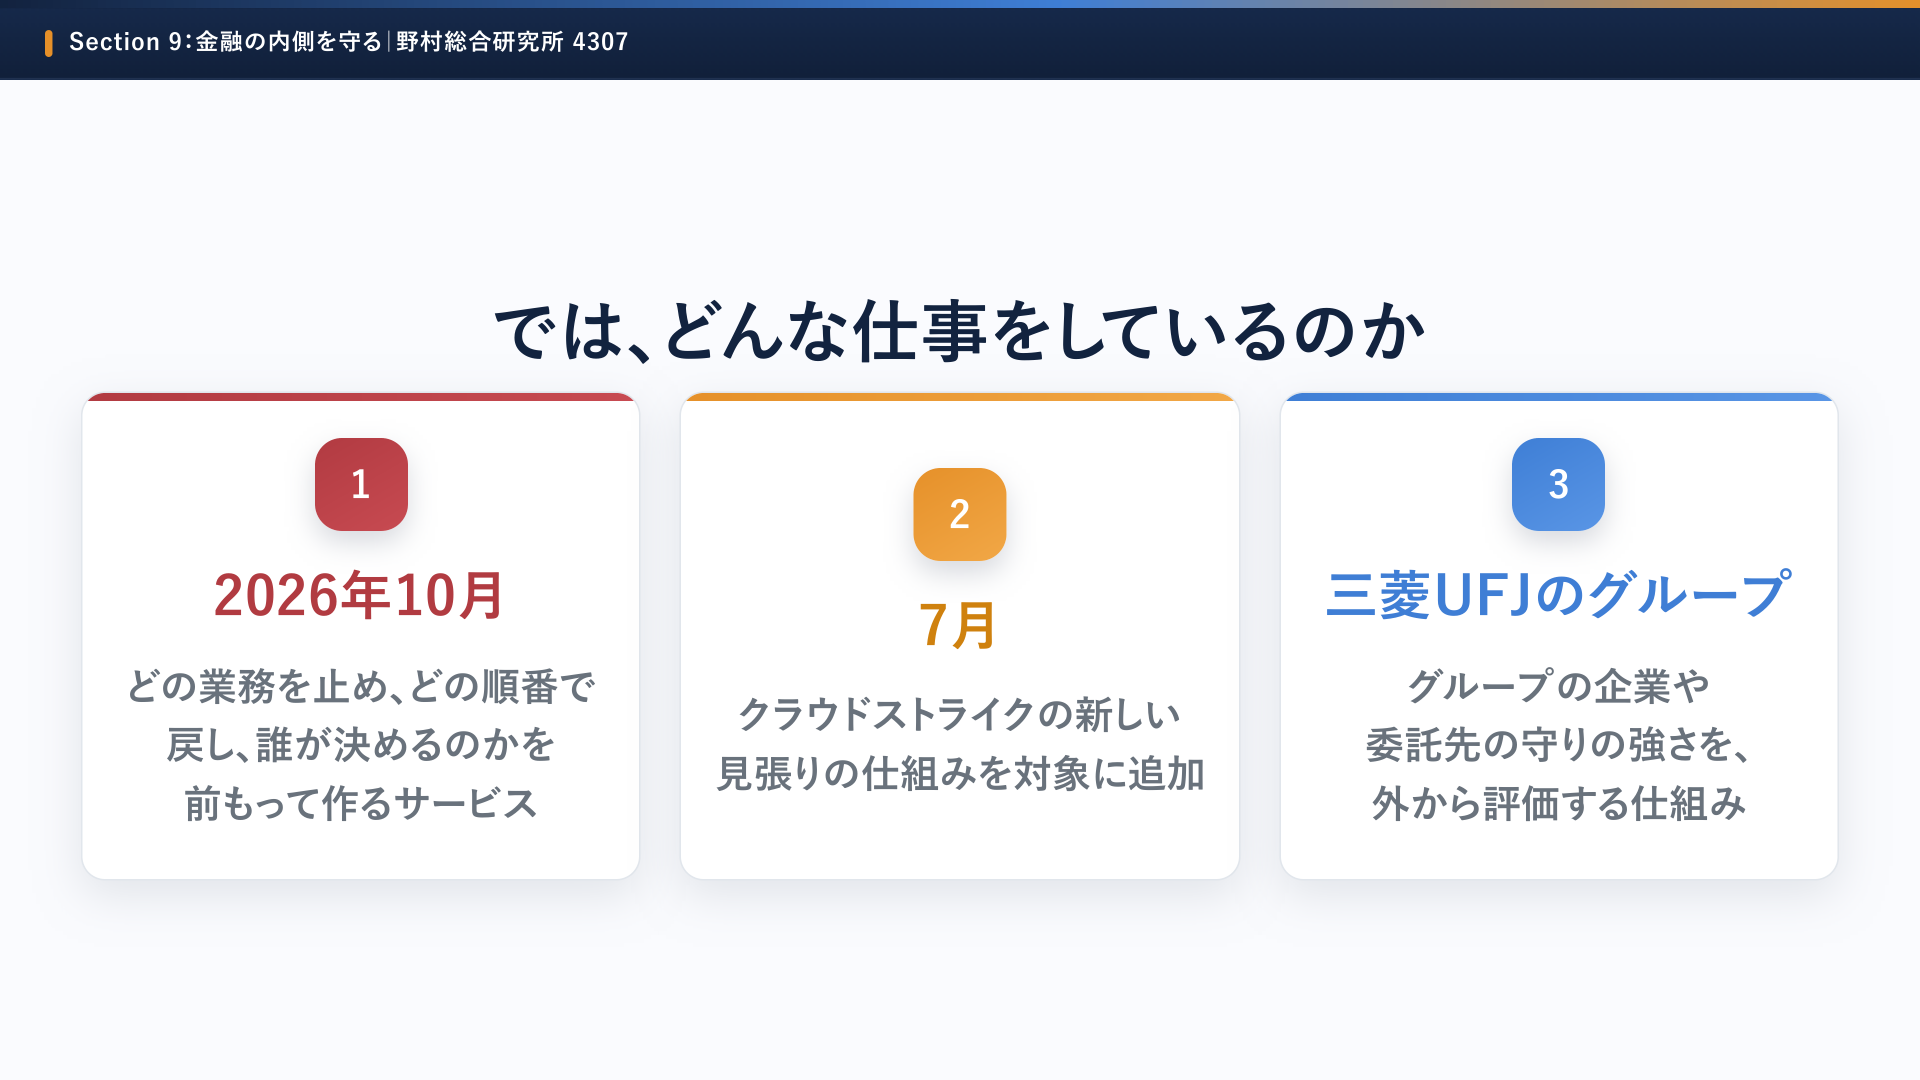 Section 9：金融の内側を守る｜野村総合研究所 4307
では、どんな仕事をしているのか
1
2026年10月
どの業務を止め、どの順番で
戻し、誰が決めるのかを
前もって作るサービス
2
7月
クラウドストライクの新しい
見張りの仕組みを対象に追加
3
三菱UFJのグループ
グループの企業や
委託先の守りの強さを、
外から評価する仕組み